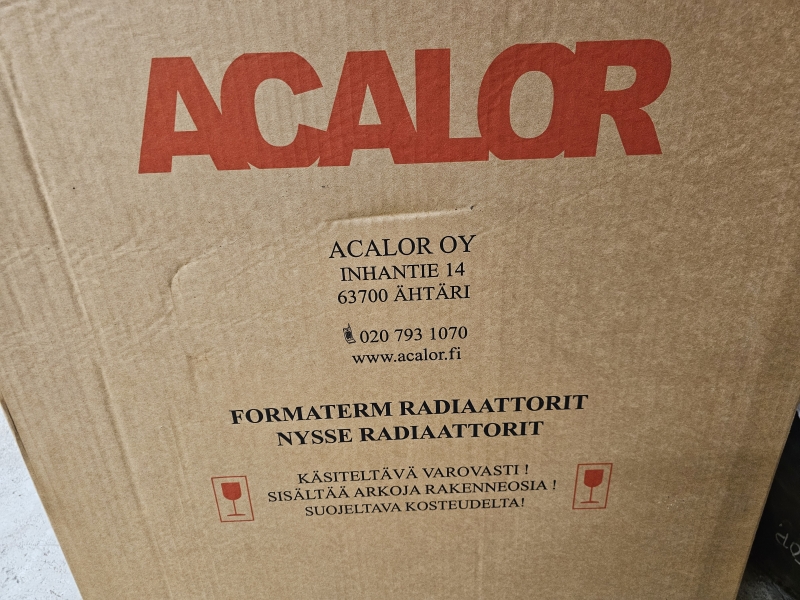 ACALOR
ACALOR OY
INHANTIE 14
63700 ÄHTÄRI
020 793 1070
www.acalor.fi
FORMATERM RADIAATTORIT
NYSSE RADIAATTORIT
KÄSITELTÄVÄ VAROVASTI !
SISÄLTÄÄ ARKOJA RAKENNEOSIA !
SUOJELTAVA KOSTEUDELTA!